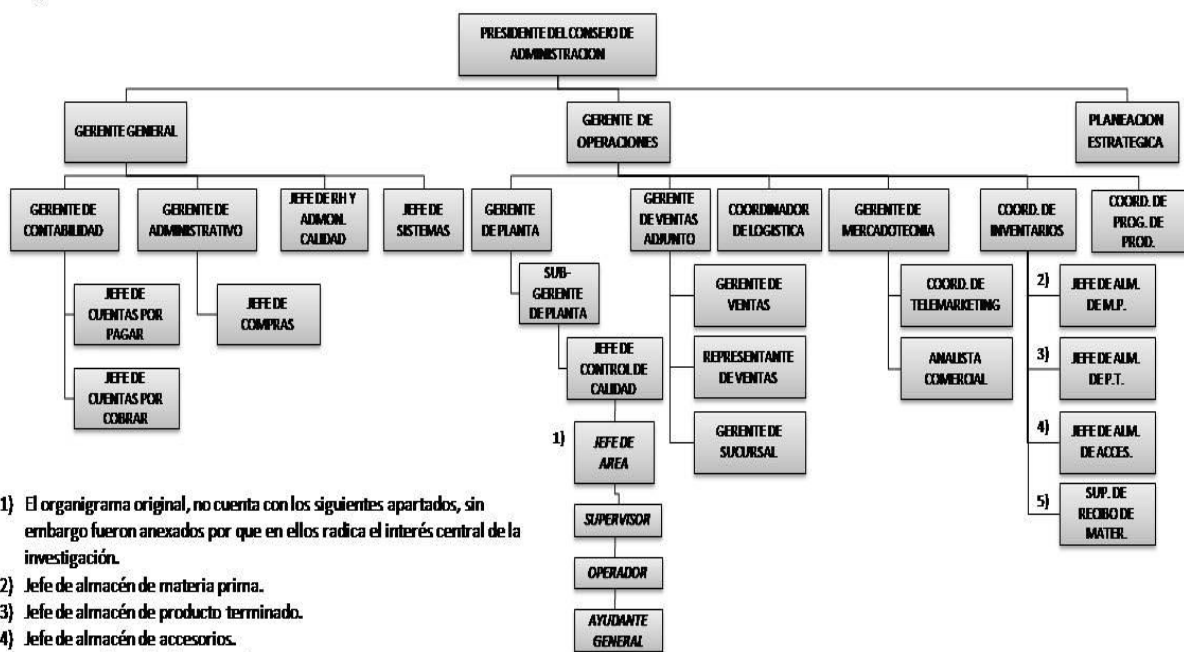 PRESIDENTE DEL CONSEJO DE
ADMINISTRACION
GERENTE GENERAL
GERENTE DE
OPERACIONES
PLANEACION
ESTRATEGICA
GERENTE DE
CONTABILIDAD
GERENTE DE
ADMINISTRATIVO
JEFE DE RH Y
ADMON.
CALIDAD
JEFE DE
SISTEMAS
GERENTE
DE PLANTA
GERENTE
DE VENTAS
ADJUNTO
COORDINADOR
DE LOGISTICA
GERENTE DE
MERCADOTECNIA
COORD. DE
INVENTARIOS
COORD. DE
PROG. DE
PROD.
JEFE DE
CUENTAS POR
PAGAR
JEFE DE
CUENTAS POR
COBRAR
JEFE DE
COMPRAS
SUB-
GERENTE
DE PLANTA
JEFE DE
CONTROL DE
CALIDAD
1)
JEFE DE
AREA
SUPERVISOR
OPERADOR
AYUDANTE
GENERAL
GERENTE DE
VENTAS
REPRESENTANTE
DE VENTAS
GERENTE DE
SUCURSAL
COORD. DE
TELEMARKETING
ANALISTA
COMERCIAL
2)
JEFE DE ALM.
DE M.P.
3)
JEFE DE ALM.
DE P.T.
4)
JEFE DE ALM.
DE ACCES.
5)
SUP. DE
RECIBO DE
MATER.
1) El organigrama original, no cuenta con los siguientes apartados, sin
embargo fueron anexados por que en ellos radica el interés central de la
investigación.
2) Jefe de almacén de materia prima.
3) Jefe de almacén de producto terminado.
4) Jefe de almacén de accesorios.